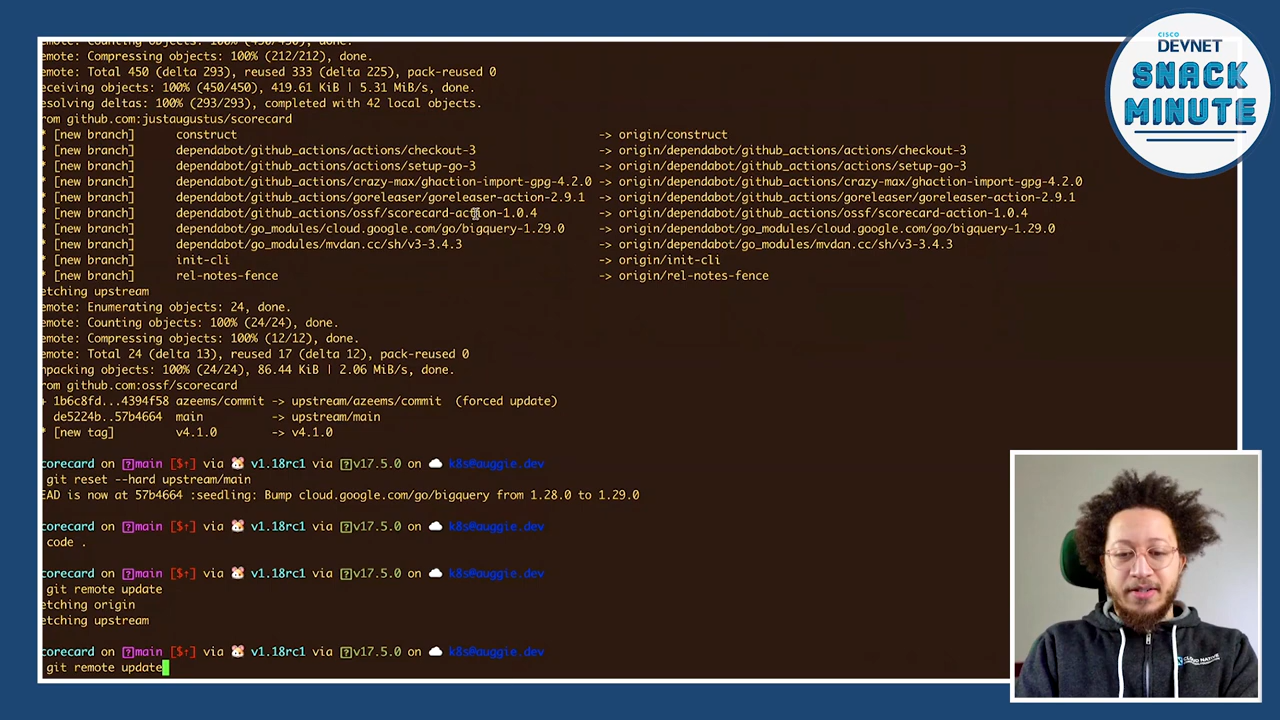 emote: Counting objects: 100% (450/450), done.
emote: Compressing objects: 100% (212/212), done.
emote: Total 450 (delta 293), reused 333 (delta 225), pack-reused 0
eceiving objects: 100% (450/450), 419.61 KiB | 5.31 MiB/s, done.
esolving deltas: 100% (293/293), completed with 42 local objects.
rom github.com:justaugustus/scorecard
* [new branch] construct -> origin/construct
* [new branch] dependabot/github_actions/actions/checkout-3 -> origin/dependabot/github_actions/actions/checkout-3
* [new branch] dependabot/github_actions/actions/setup-go-3 -> origin/dependabot/github_actions/actions/setup-go-3
* [new branch] dependabot/github_actions/crazy-max/ghaction-import-gpg-4.2.0 -> origin/dependabot/github_actions/crazy-max/ghaction-import-gpg-4.2.0
* [new branch] dependabot/github_actions/goreleaser/goreleaser-action-2.9.1 -> origin/dependabot/github_actions/goreleaser/goreleaser-action-2.9.1
* [new branch] dependabot/github_actions/ossf/scorecard-action-1.0.4 -> origin/dependabot/github_actions/ossf/scorecard-action-1.0.4
* [new branch] dependabot/go_modules/cloud.google.com/go/bigquery-1.29.0 -> origin/dependabot/go_modules/cloud.google.com/go/bigquery-1.29.0
* [new branch] dependabot/go_modules/mvdan.cc/sh/v3-3.4.3 -> origin/dependabot/go_modules/mvdan.cc/sh/v3-3.4.3
* [new branch] init-cli -> origin/init-cli
* [new branch] rel-notes-fence -> origin/rel-notes-fence
etching upstream
emote: Enumerating objects: 24, done.
emote: Counting objects: 100% (24/24), done.
emote: Compressing objects: 100% (12/12), done.
emote: Total 24 (delta 13), reused 17 (delta 12), pack-reused 0
npacking objects: 100% (24/24), 86.44 KiB | 2.06 MiB/s, done.
rom github.com:ossf/scorecard
+ 1b6c8fd...4394f58 azeems/commit -> upstream/azeems/commit (forced update)
de5224b..57b4664 main -> upstream/main
* [new tag] v4.1.0 -> v4.1.0
corecard on main [$↑] via v1.18rc1 via v17.5.0 on k8s@auggie.dev
git reset --hard upstream/main
EAD is now at 57b4664 :seedling: Bump cloud.google.com/go/bigquery from 1.28.0 to 1.29.0
corecard on main [$↑] via v1.18rc1 via v17.5.0 on k8s@auggie.dev
code .
corecard on main [$↑] via v1.18rc1 via v17.5.0 on k8s@auggie.dev
git remote update
etching origin
etching upstream
corecard on main [$↑] via v1.18rc1 via v17.5.0 on k8s@auggie.dev
git remote update
CISCO
DEVNET
SNACK
MINUTE